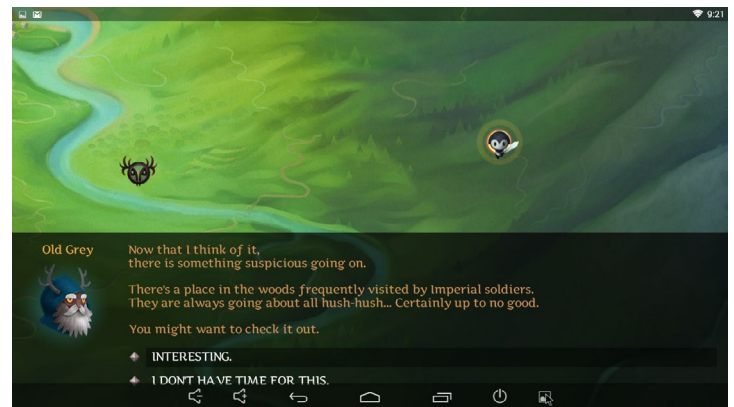 9:21
Old Grey
Now that I think of it,
there is something suspicious going on.
There's a place in the woods frequently visited by Imperial soldiers.
They are always going about all hush-hush... Certainly up to no good.
You might want to check it out.
INTERESTING.
I DON'T HAVE TIME FOR THIS.